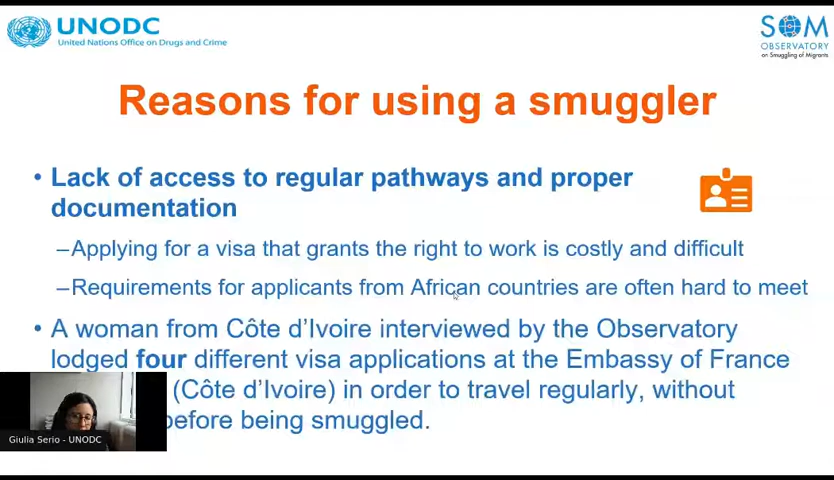 UNODC
United Nations Office on Drugs and Crime
SOM
OBSERVATORY
on Smuggling of Migrants
Reasons for using a smuggler
• Lack of access to regular pathways and proper
documentation
–Applying for a visa that grants the right to work is costly and difficult
–Requirements for applicants from African countries are often hard to meet
• A woman from Côte d'Ivoire interviewed by the Observatory
lodged four different visa applications at the Embassy of France
(Côte d'Ivoire) in order to travel regularly, without
before being smuggled.
Giulia Serio - UNODC